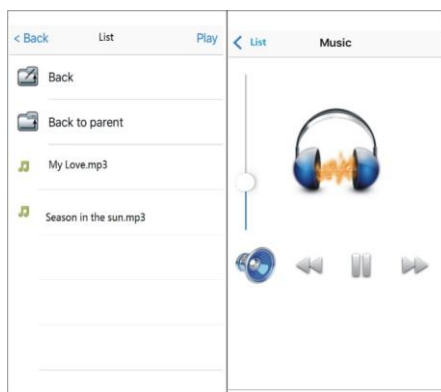 < Back List Play
Back
Back to parent
My Love.mp3
Season in the sun.mp3
< List Music